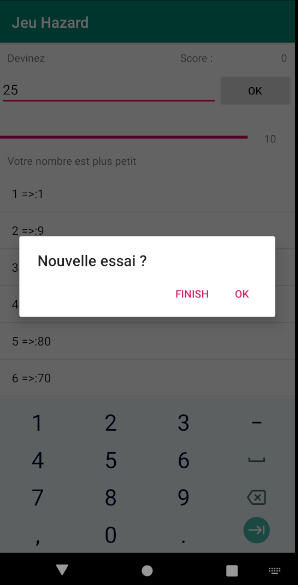 Jeu Hazard
Devinez Score : 0
25 OK
10
Votre nombre est plus petit
1 =>:1
2 =>:9
3
Nouvelle essai ?
FINISH OK
4
5 =>:80
6 =>:70
1 2 3 –
4 5 6
7 8 9
, 0 .